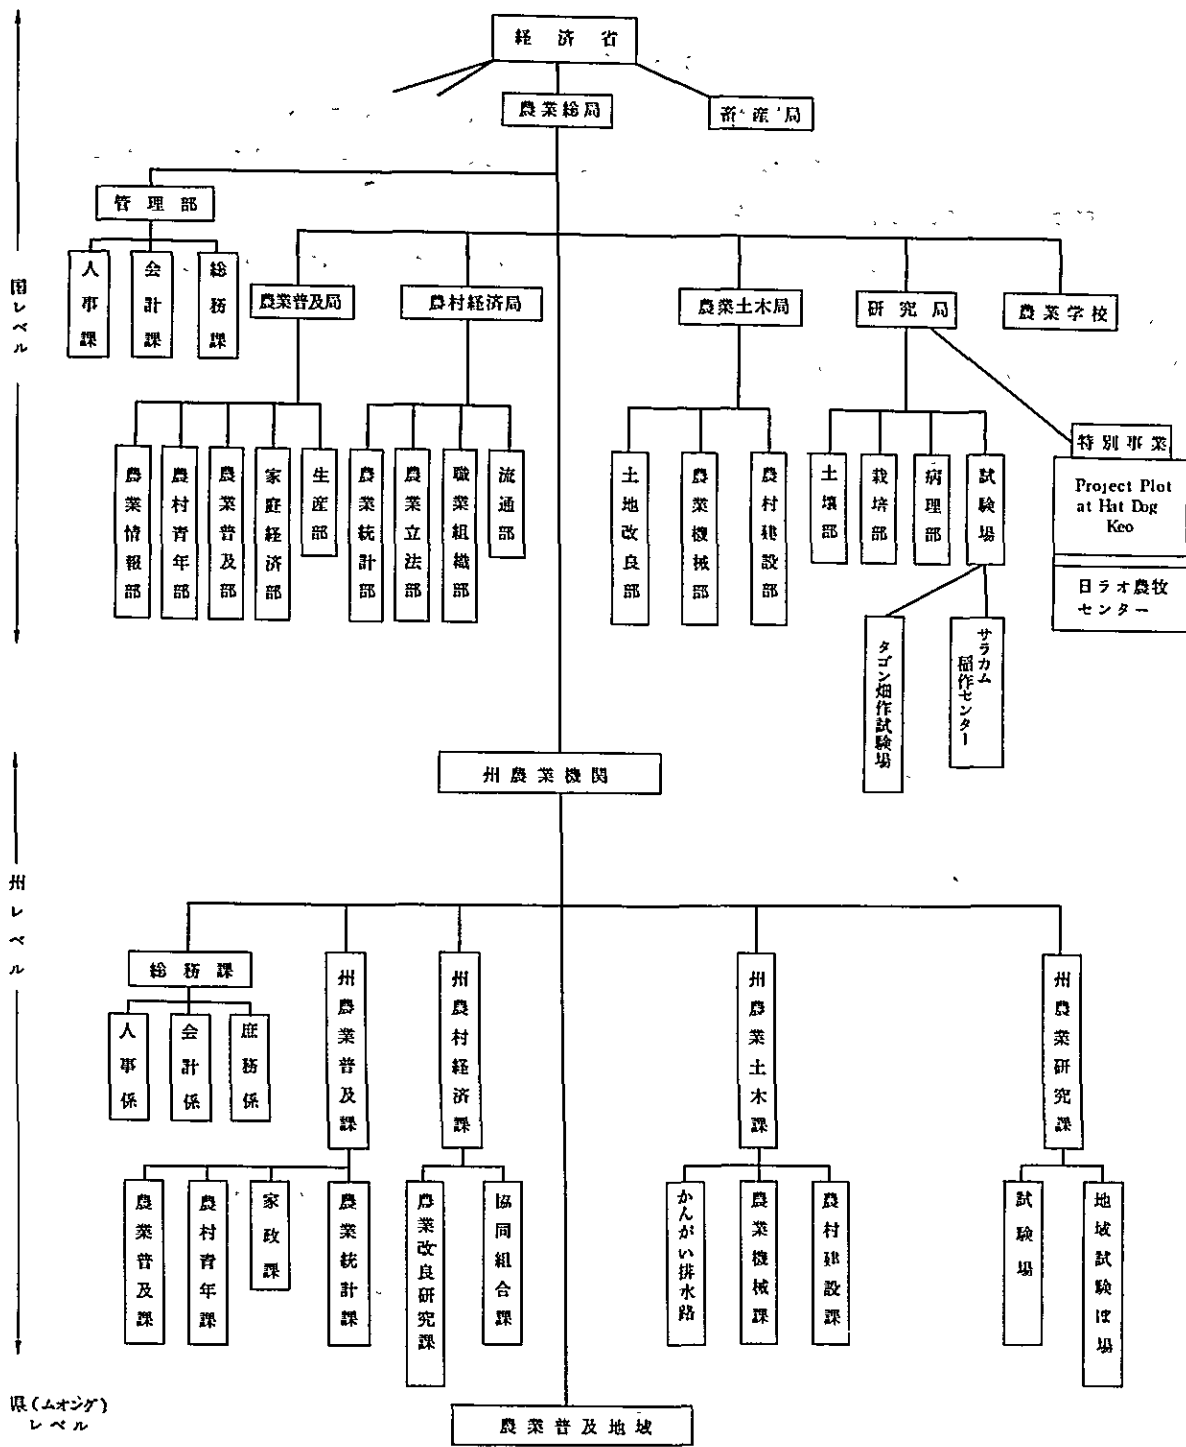 経済省
農業総局
畜産局
管理部
人事課
会計課
総務課
農業普及局
農村経済局
農業土木局
研究局
農業学校
国レベル
農業情報部
農村青年部
農業普及部
家庭経済部
生産部
農業統計部
農業立法部
職業組織部
流通部
土地改良部
農業機械部
農村建設部
土壌部
栽培部
病理部
試験場
特別事業
Project Plot
at Hat Dog
Keo
日ラオ農牧
センター
タゴン畑作試験場
サラカム
稲作センター
州農業機関
州レベル
総務課
人事係
会計係
庶務係
州農業普及課
州農村経済課
州農業土木課
州農業研究課
農業普及課
農村青年課
家政課
農業統計課
農業改良研究課
協同組合課
かんがい排水路
農業機械課
農村建設課
試験場
地域試験ほ場
県(ムオング)
レベル
農業普及地域